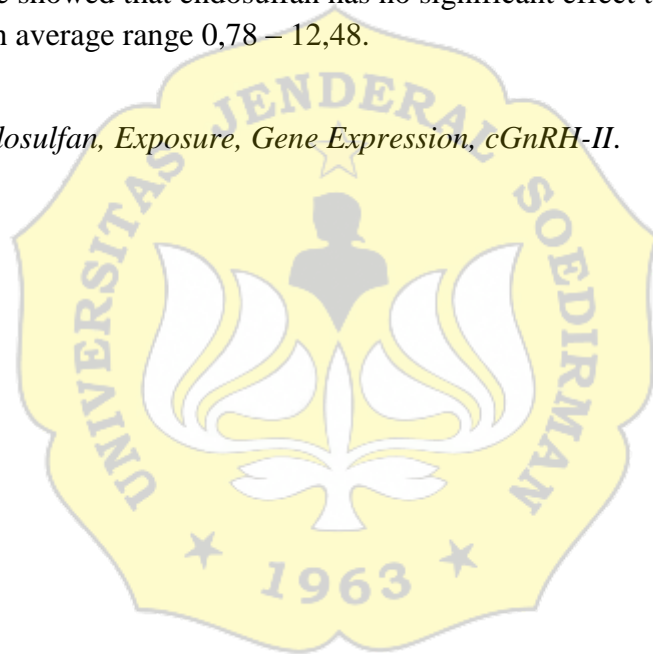 e showed that endosulfan has no significant effect t
n average range 0,78 – 12,48.
dosulfan, Exposure, Gene Expression, cGnRH-II.
UNIVERSITAS JENDERAL SOEDIRMAN
1963